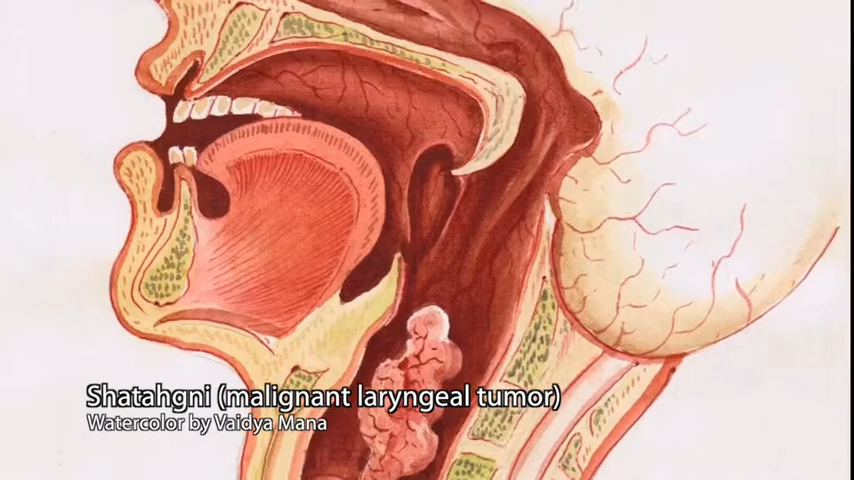 Shatahgni (malignant laryngeal tumor)
Watercolor by Vaidya Mana